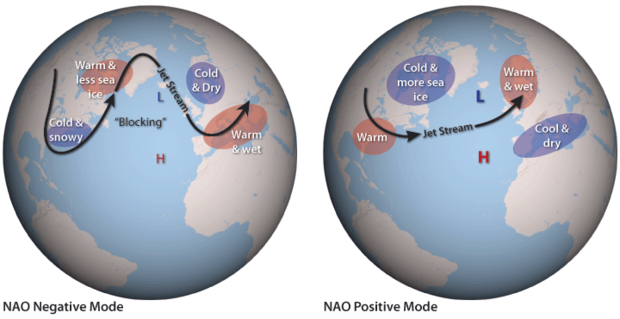 Warm &
less sea
ice
Cold
& Dry
Jet Stream
L
Cold &
snowy
"Blocking"
Warm
& wet
H
NAO Negative Mode
Cold &
more sea
ice
Warm
& wet
L
Warm
Jet Stream
Cool &
dry
H
NAO Positive Mode